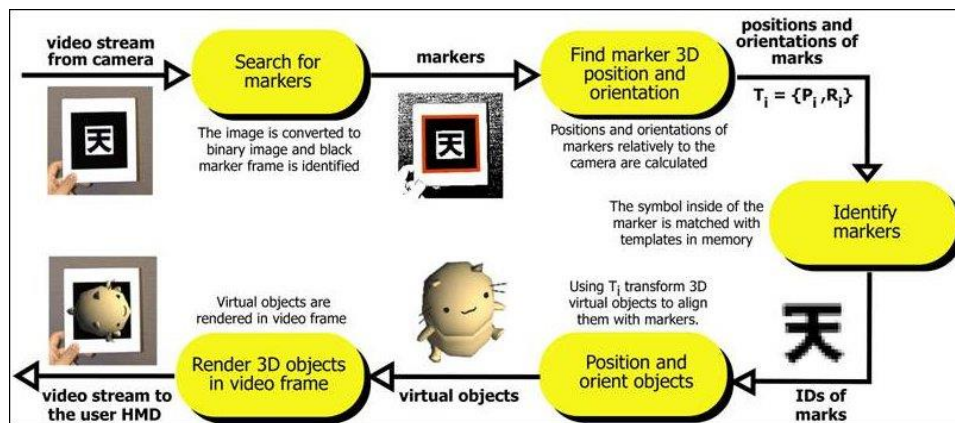 video stream
from camera
Search for
markers
The image is converted to
binary image and black
marker frame is identified
天
markers
天
Find marker 3D
position and
orientation
Positions and orientations of
markers relatively to the
camera are calculated
positions and
orientations of
marks
Tᵢ = {Pᵢ ,Rᵢ}
The symbol inside of the
marker is matched with
templates in memory
Identify
markers
天
IDs of
marks
Using Tᵢ transform 3D
virtual objects to align
them with markers.
Position and
orient objects
virtual objects
Virtual objects are
rendered in video frame
Render 3D objects
in video frame
video stream to
the user HMD